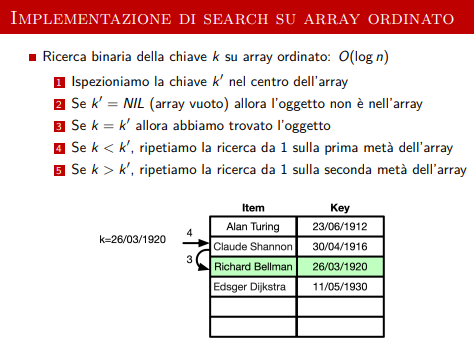 Implementazione di search su array ordinato
Ricerca binaria della chiave k su array ordinato: O(log n)
1 Ispezioniamo la chiave k′ nel centro dell'array
2 Se k′ = NIL (array vuoto) allora l'oggetto non è nell'array
3 Se k = k′ allora abbiamo trovato l'oggetto
4 Se k < k′, ripetiamo la ricerca da 1 sulla prima metà dell'array
5 Se k > k′, ripetiamo la ricerca da 1 sulla seconda metà dell'array
Item Key
Alan Turing 23/06/1912
k=26/03/1920 4 Claude Shannon 30/04/1916
3 Richard Bellman 26/03/1920
Edsger Dijkstra 11/05/1930